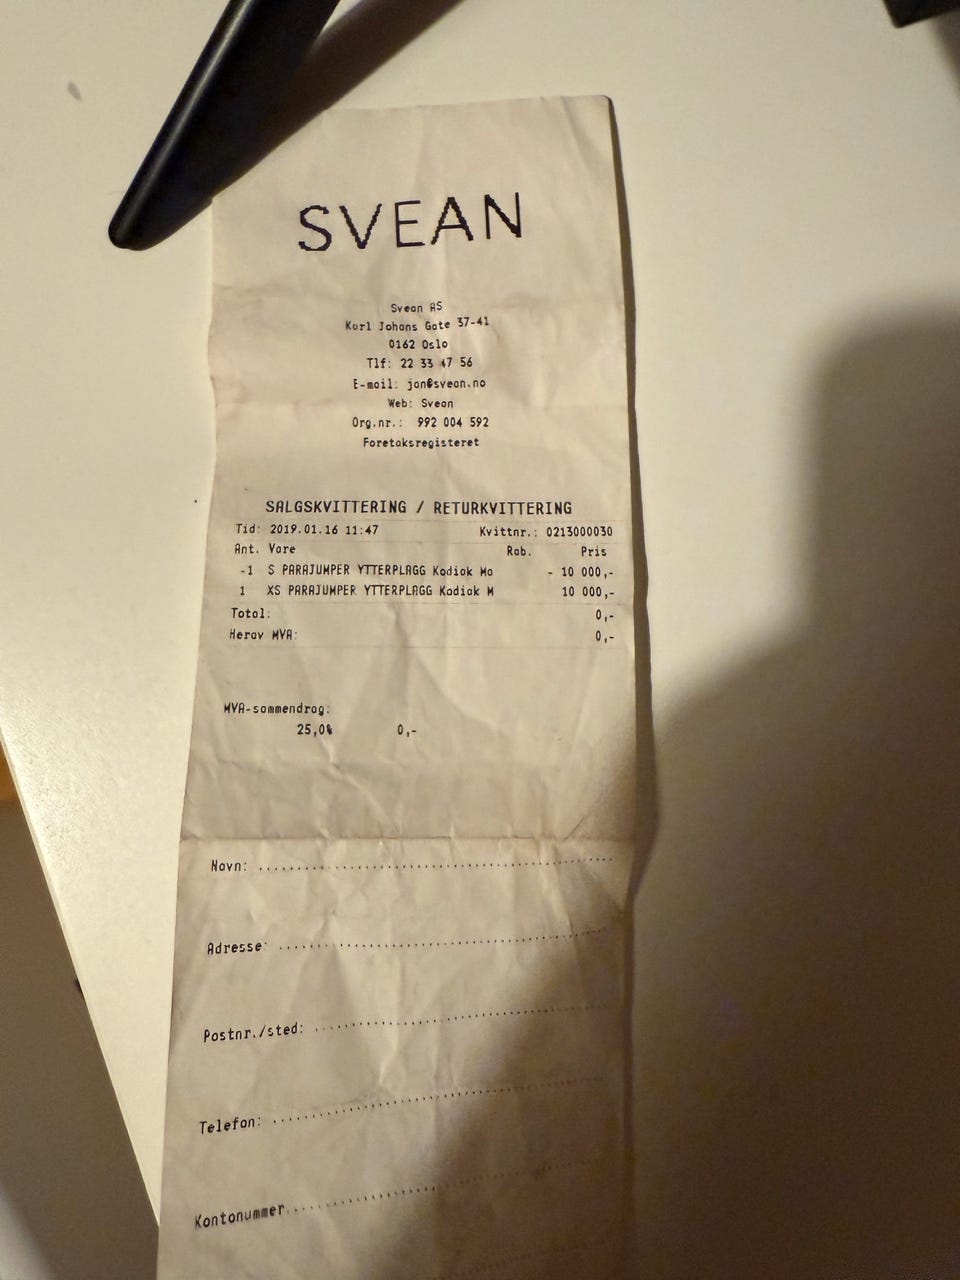 SVEAN
Svean AS
Karl Johans Gate 37-41
0162 Oslo
Tlf: 22 33 47 56
E-mail: jan@svean.no
Web: Svean
Org.nr.: 992 004 592
Foretaksregisteret
SALGSKVITTERING / RETURKVITTERING
Tid: 2019.01.16 11:47 Kvittnr.: 0213000030
Ant. Vare Rab. Pris
-1 S PARAJUMPER YTTERPLAGG Kodiak Mo - 10 000,-
1 XS PARAJUMPER YTTERPLAGG Kodiak M 10 000,-
Total: 0,-
Herav MVA: 0,-
MVA-sammendrag:
25,0% 0,-
Navn: ..........................................
Adresse: ..........................................
Postnr./sted: ....................................
Telefon: ..........................................
Kontonummer..........................................